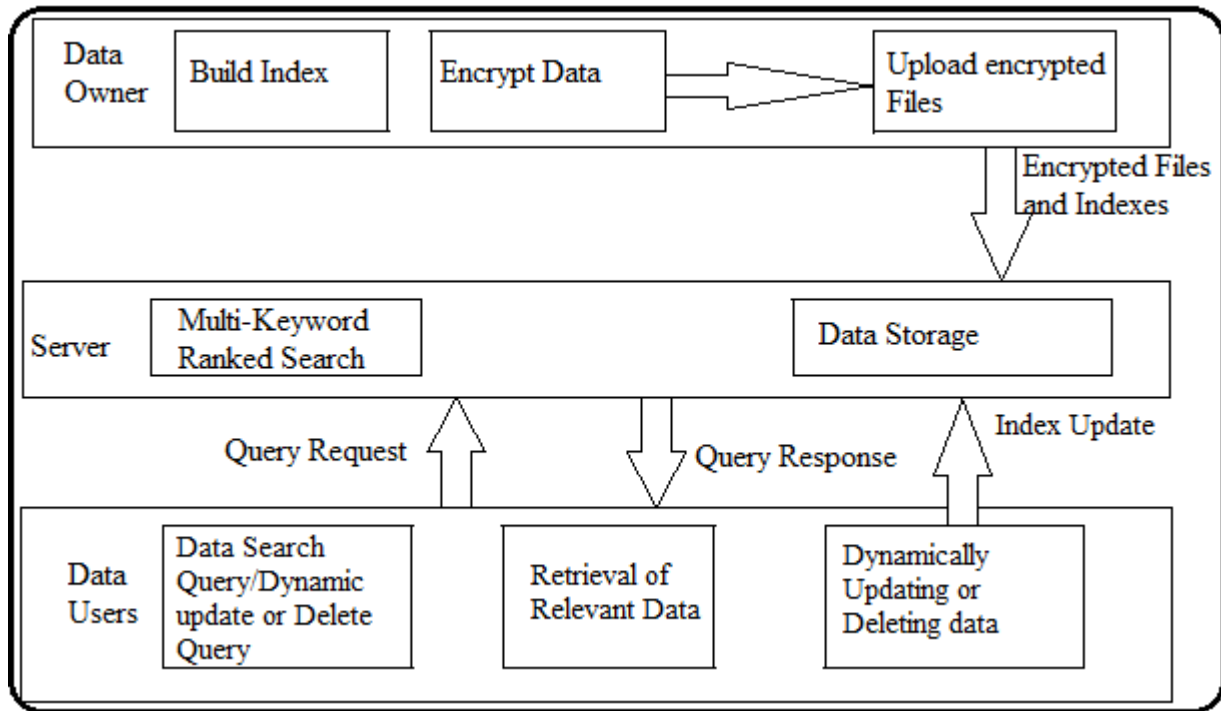 Data
Owner
Build Index
Encrypt Data
Upload encrypted
Files
Encrypted Files
and Indexes
Server
Multi-Keyword
Ranked Search
Data Storage
Query Request
Query Response
Index Update
Data
Users
Data Search
Query/Dynamic
update or Delete
Query
Retrieval of
Relevant Data
Dynamically
Updating or
Deleting data